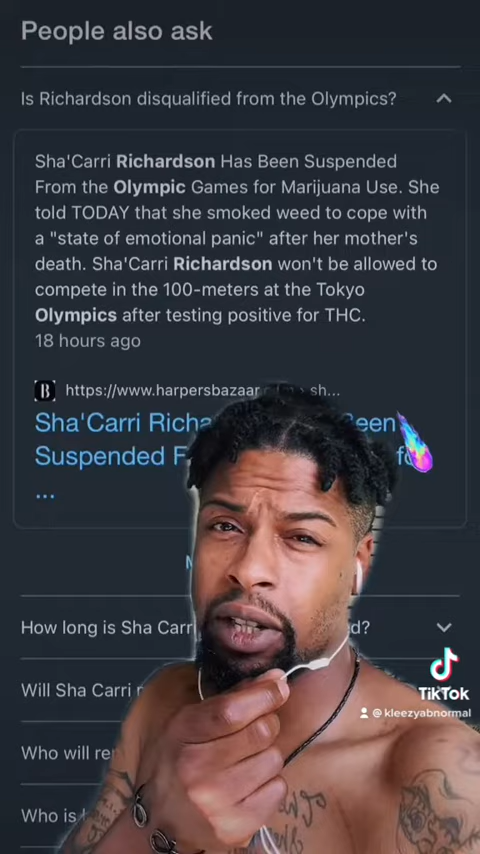 People also ask
Is Richardson disqualified from the Olympics?
Sha'Carri Richardson Has Been Suspended
From the Olympic Games for Marijuana Use. She
told TODAY that she smoked weed to cope with
a "state of emotional panic" after her mother's
death. Sha'Carri Richardson won't be allowed to
compete in the 100-meters at the Tokyo
Olympics after testing positive for THC.
18 hours ago
B https://www.harpersbazaar
Sha'Carri Been
Suspended
...
How long is Sha Carri
Will Sha Carri
Who will
Who is
TikTok
@kleezyabnormal